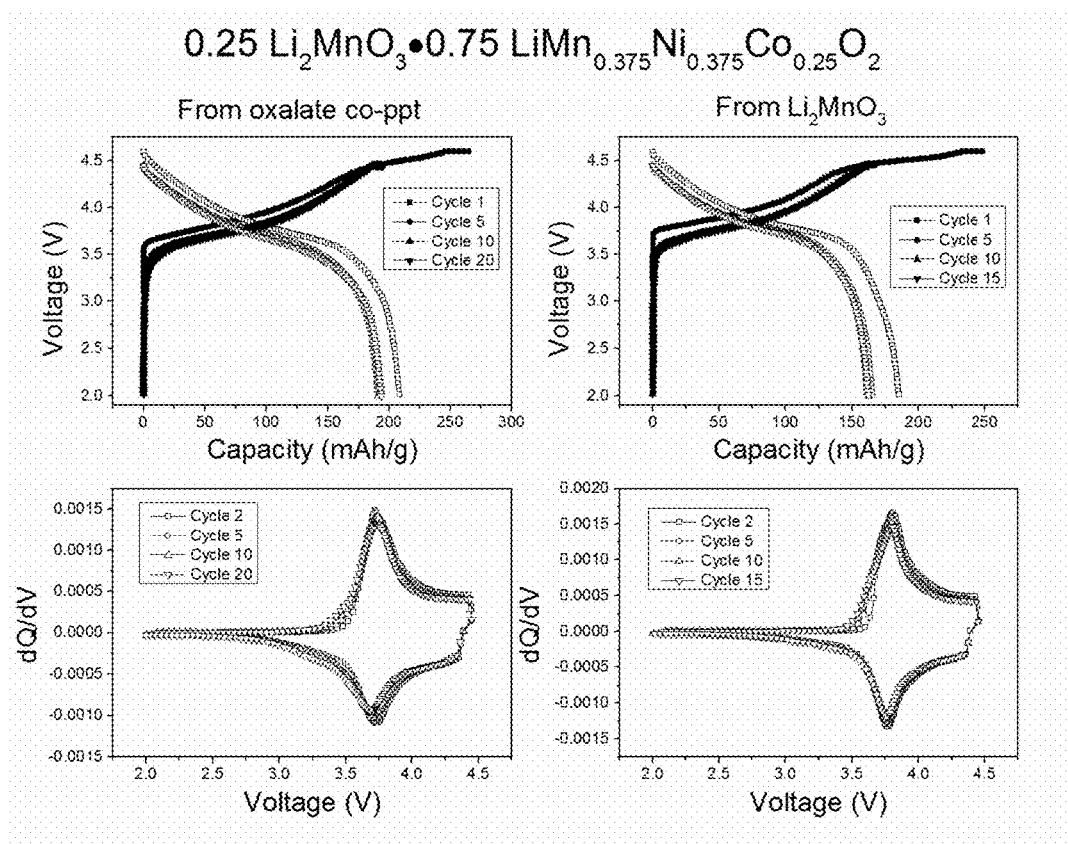 0.25 Li₂MnO₃●0.75 LiMn₀.₃₇₅Ni₀.₃₇₅Co₀.₂₅O₂
From oxalate co-ppt
4.5
4.0
3.5
3.0
2.5
2.0
Voltage (V)
Cycle 1
Cycle 5
Cycle 10
Cycle 20
0 50 100 150 200 250 300
Capacity (mAh/g)
From Li₂MnO₃
4.5
4.0
3.5
3.0
2.5
2.0
Voltage (V)
Cycle 1
Cycle 5
Cycle 10
Cycle 15
0 50 100 150 200 250
Capacity (mAh/g)
0.0015
0.0010
0.0005
0.0000
-0.0005
-0.0010
-0.0015
dQ/dV
Cycle 2
Cycle 5
Cycle 10
Cycle 20
2.0 2.5 3.0 3.5 4.0 4.5
Voltage (V)
0.0020
0.0015
0.0010
0.0005
0.0000
-0.0005
-0.0010
-0.0015
dQ/dV
Cycle 2
Cycle 5
Cycle 10
Cycle 15
2.0 2.5 3.0 3.5 4.0 4.5
Voltage (V)